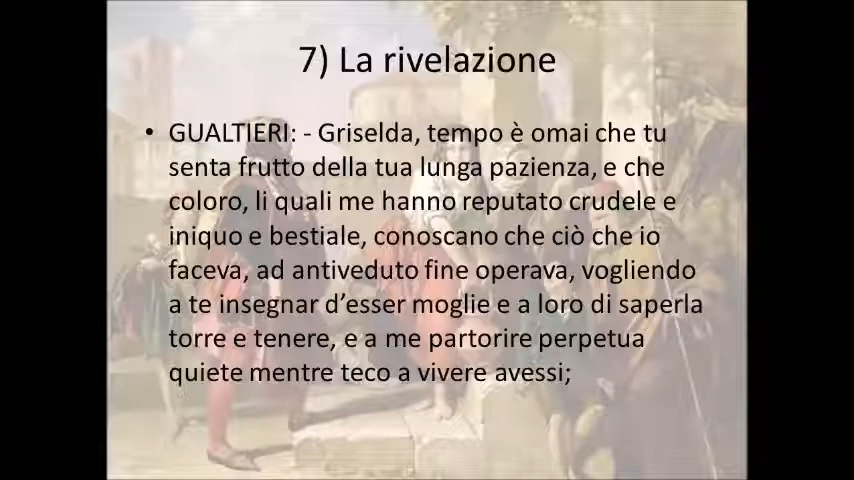 7) La rivelazione
• GUALTIERI: - Griselda, tempo è omai che tu
senta frutto della tua lunga pazienza, e che
coloro, li quali me hanno reputato crudele e
iniquo e bestiale, conoscano che ciò che io
faceva, ad antiveduto fine operava, vogliendo
a te insegnar d’esser moglie e a loro di saperla
torre e tenere, e a me partorire perpetua
quiete mentre teco a vivere avessi;